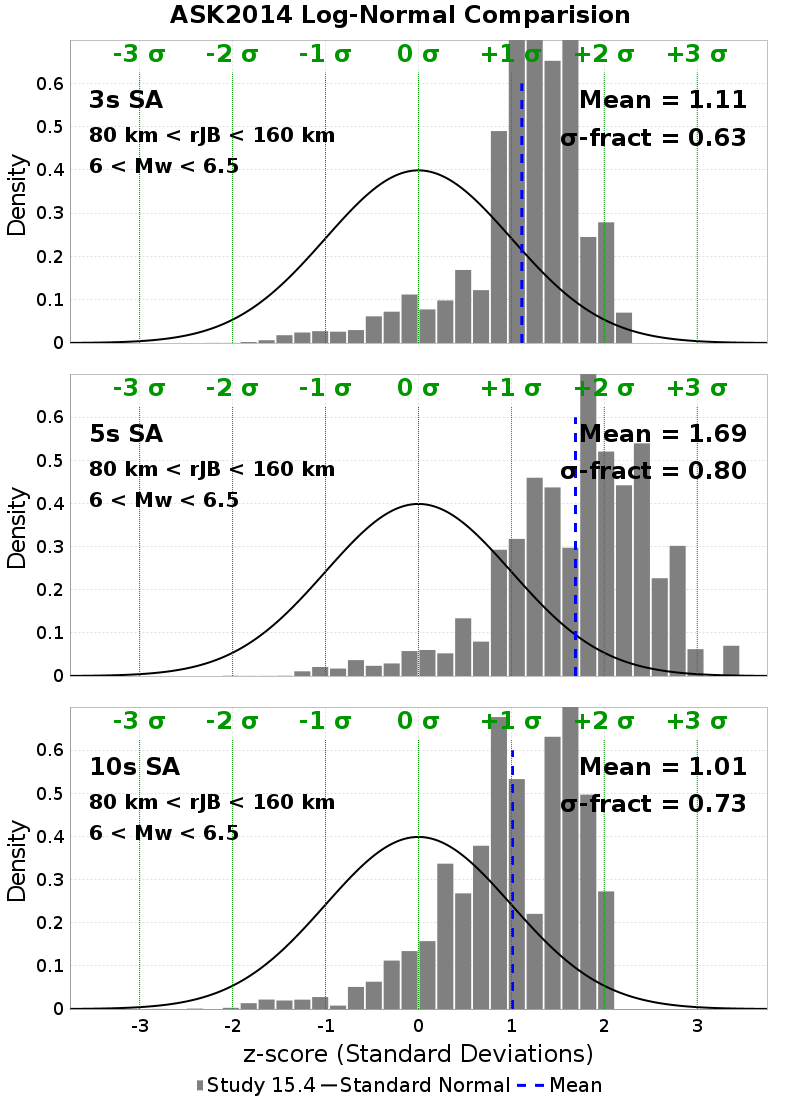 ASK2014 Log-Normal Comparision
-3 σ -2 σ -1 σ 0 σ +1 σ +2 σ +3 σ
3s SA
80 km < rJB < 160 km
6 < Mw < 6.5
Mean = 1.11
σ-fract = 0.63
Density
0.6
0.5
0.4
0.3
0.2
0.1
0
-3 σ -2 σ -1 σ 0 σ +1 σ +2 σ +3 σ
5s SA
80 km < rJB < 160 km
6 < Mw < 6.5
Mean = 1.69
σ-fract = 0.80
Density
0.6
0.5
0.4
0.3
0.2
0.1
0
-3 σ -2 σ -1 σ 0 σ +1 σ +2 σ +3 σ
10s SA
80 km < rJB < 160 km
6 < Mw < 6.5
Mean = 1.01
σ-fract = 0.73
Density
0.6
0.5
0.4
0.3
0.2
0.1
0
-3 -2 -1 0 1 2 3
z-score (Standard Deviations)
Study 15.4 Standard Normal Mean